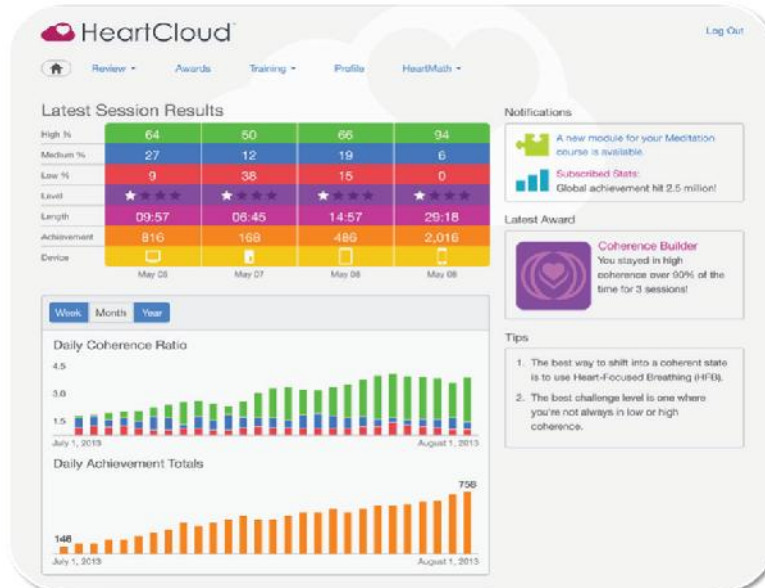 HeartCloud™
Log Out
Review Awards Training Profile HeartMath
Latest Session Results
High % 64 50 66 94
Medium % 27 12 19 6
Low % 9 38 15 0
Level
Length 09:57 06:45 14:57 29:18
Achievement 816 168 486 2,016
Device
May 05 May 07 May 08 May 08
Week Month Year
Daily Coherence Ratio
4.5
3.0
1.5
July 1, 2013 August 1, 2013
Daily Achievement Totals
758
146
July 1, 2013 August 1, 2013
Notifications
A new module for your Meditation
course is available.
Subscribed Stats:
Global achievement hit 2.5 million!
Latest Award
Coherence Builder
You stayed in high
coherence over 90% of the
time for 3 sessions!
Tips
1. The best way to shift into a coherent state
is to use Heart-Focused Breathing (HFB).
2. The best challenge level is one where
you're not always in low or high
coherence.